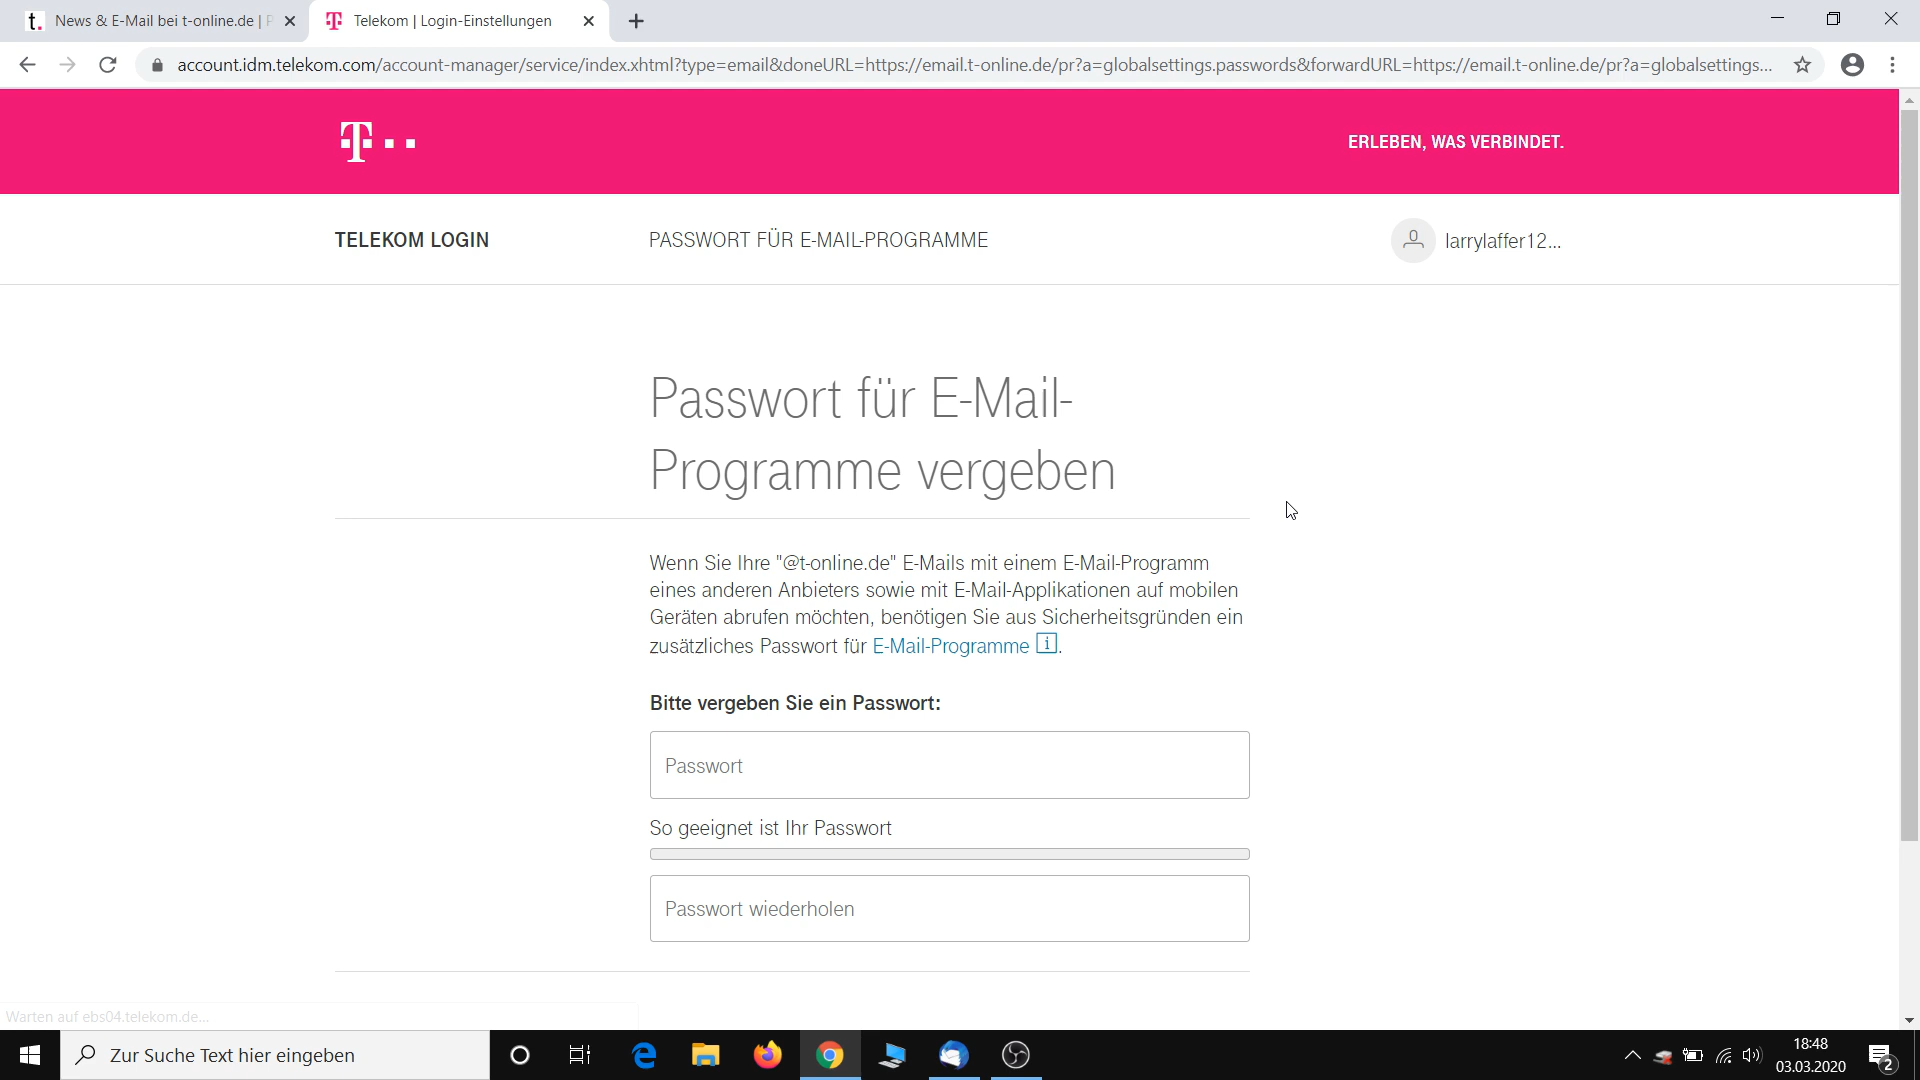 News & E-Mail bei t-online.de |
Telekom | Login-Einstellungen
account.idm.telekom.com/account-manager/service/index.xhtml?type=email&doneURL=https://email.t-online.de/pr?a=globalsettings.passwords&forwardURL=https://email.t-online.de/pr?a=globalsettings...
T
ERLEBEN, WAS VERBINDET.
TELEKOM LOGIN
PASSWORT FÜR E-MAIL-PROGRAMME
larrylaffer12...
Passwort für E-Mail-
Programme vergeben
Wenn Sie Ihre "@t-online.de" E-Mails mit einem E-Mail-Programm
eines anderen Anbieters sowie mit E-Mail-Applikationen auf mobilen
Geräten abrufen möchten, benötigen Sie aus Sicherheitsgründen ein
zusätzliches Passwort für E-Mail-Programme i.
Bitte vergeben Sie ein Passwort:
Passwort
So geeignet ist Ihr Passwort
Passwort wiederholen
Warten auf ebs04.telekom.de...
Zur Suche Text hier eingeben
18:48
03.03.2020
2